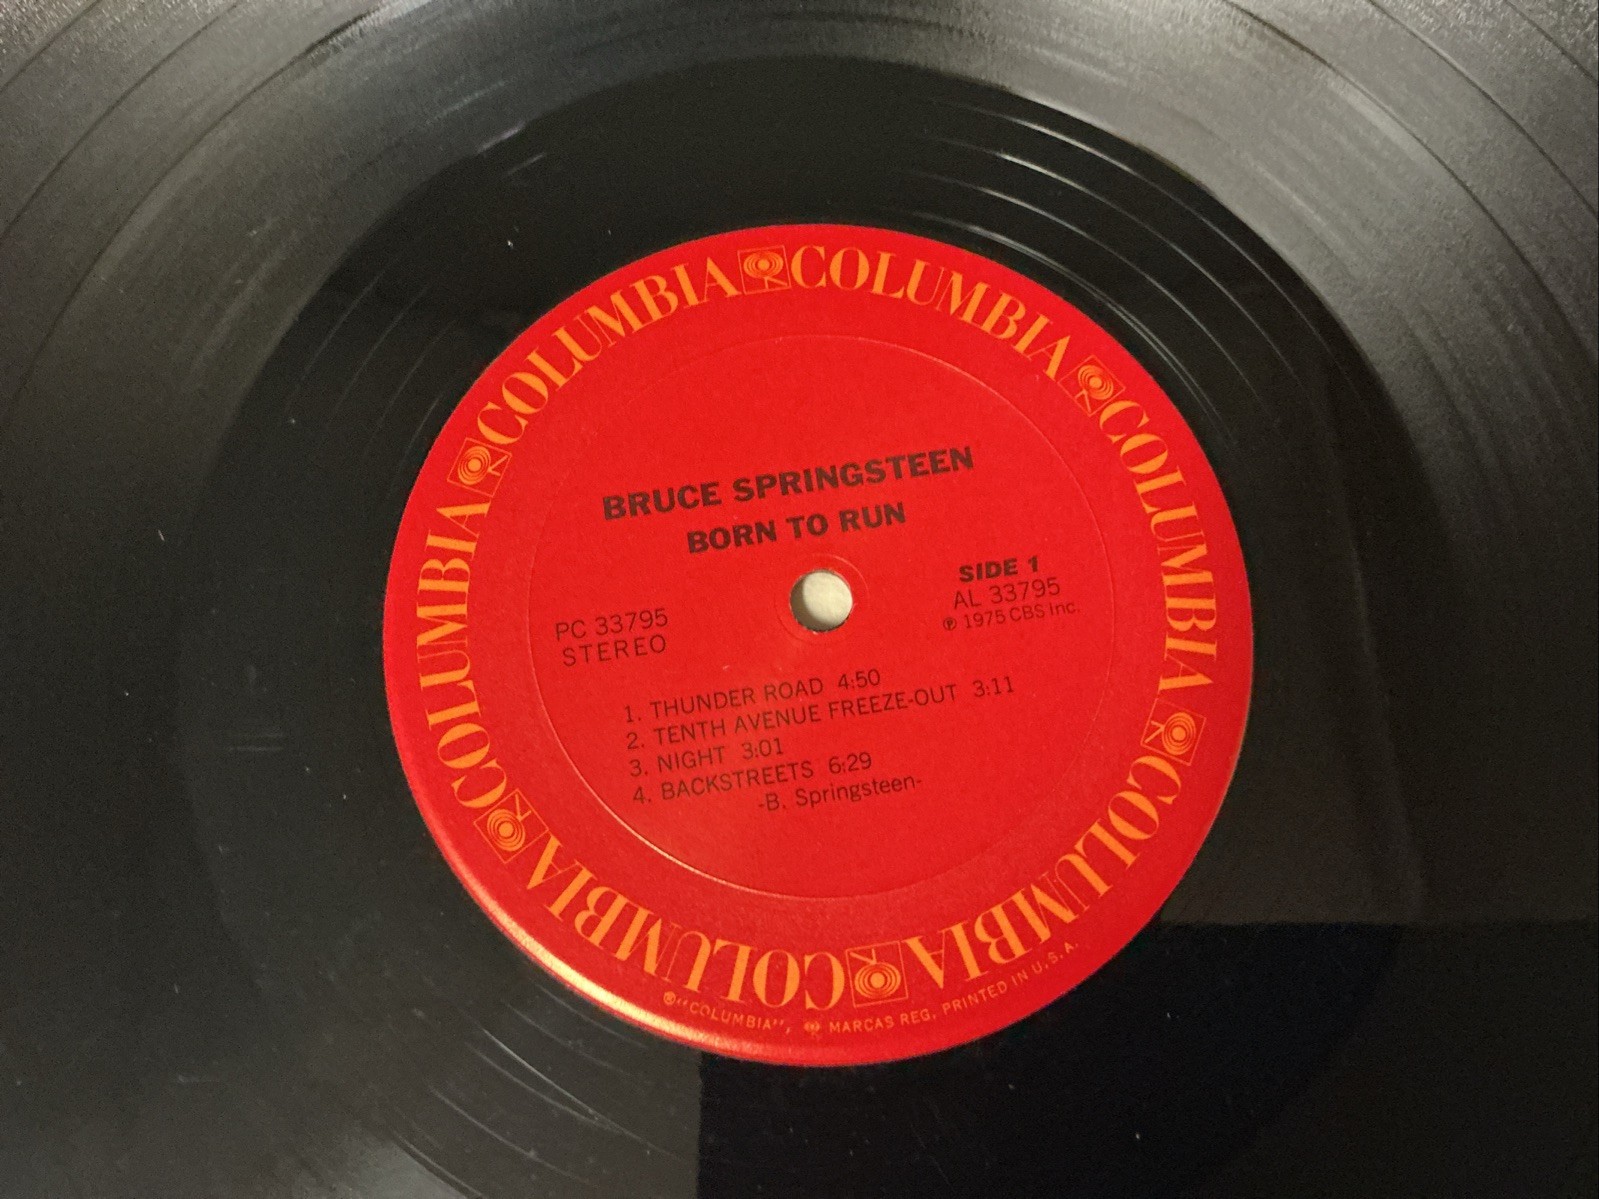 COLUMBIA COLUMBIA COLUMBIA COLUMBIA COLUMBIA COLUMBIA
BRUCE SPRINGSTEEN
BORN TO RUN
SIDE 1
AL 33795
℗ 1975 CBS Inc.
PC 33795
STEREO
1. THUNDER ROAD 4:50
2. TENTH AVENUE FREEZE-OUT 3:11
3. NIGHT 3:01
4. BACKSTREETS 6:29
-B. Springsteen-
®"COLUMBIA", MARCAS REG. PRINTED IN U.S.A.